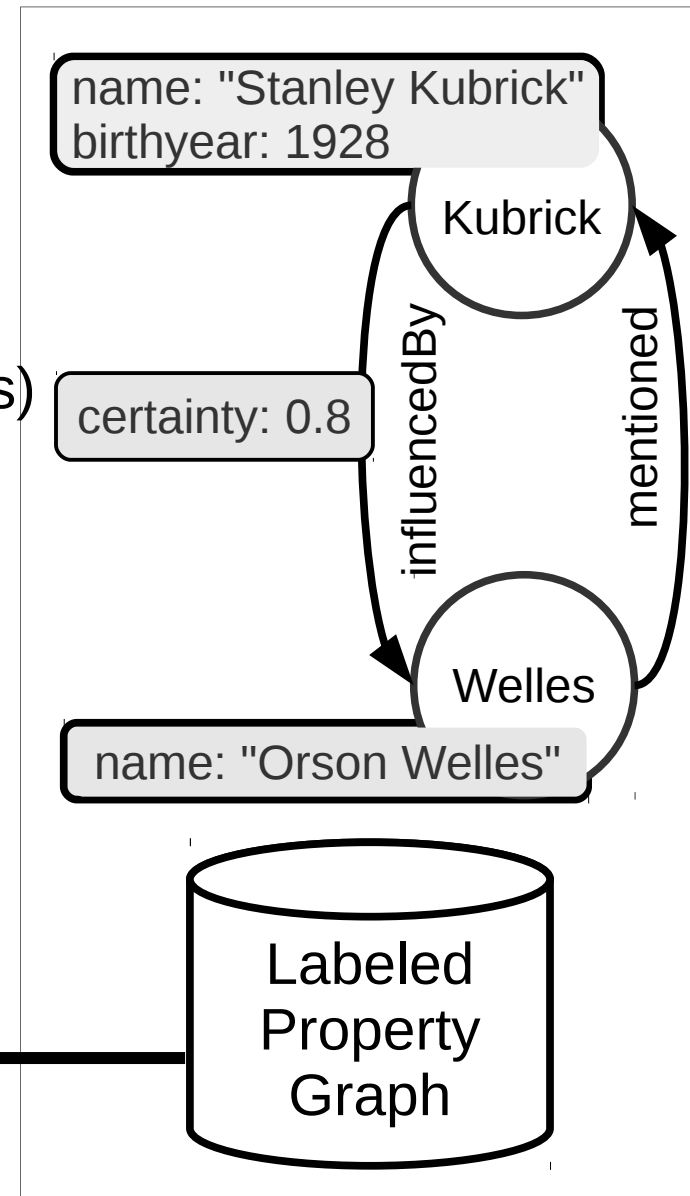 name: "Stanley Kubrick"
birthyear: 1928
Kubrick
s)
certainty: 0.8
influencedBy
mentioned
Welles
name: "Orson Welles"
Labeled
Property
Graph